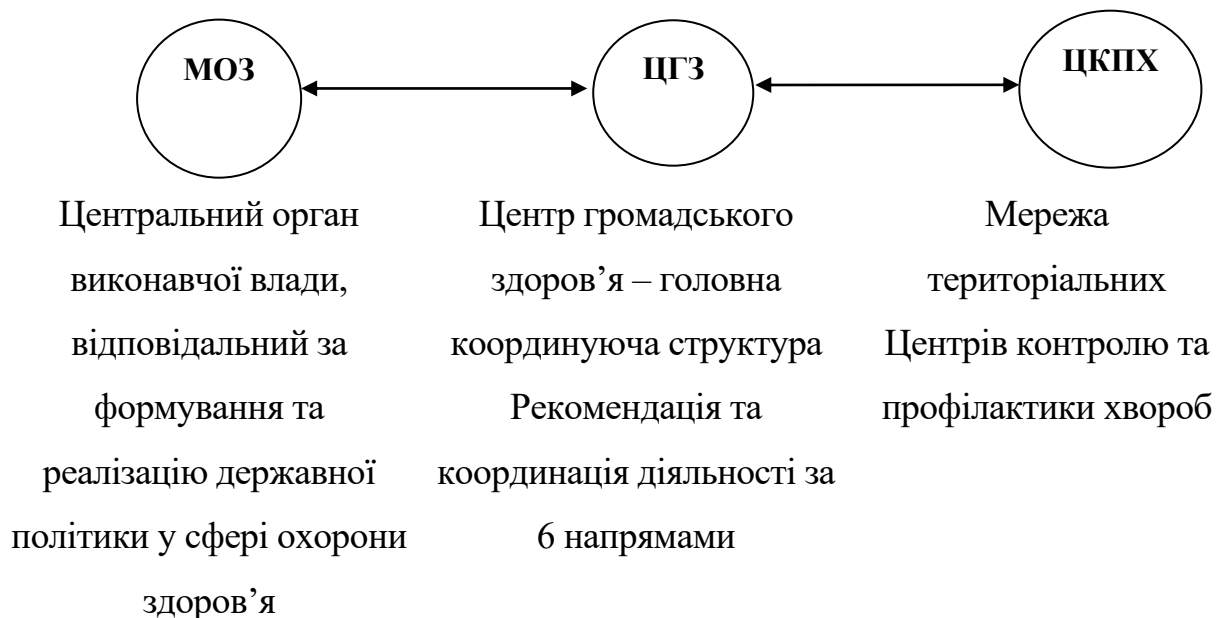 МОЗ
ЦГЗ
ЦКПХ
Центральний орган
виконавчої влади,
відповідальний за
формування та
реалізацію державної
політики у сфері охорони
здоров’я
Центр громадського
здоров’я – головна
координуюча структура
Рекомендація та
координація діяльності за
6 напрямами
Мережа
територіальних
Центрів контролю та
профілактики хвороб